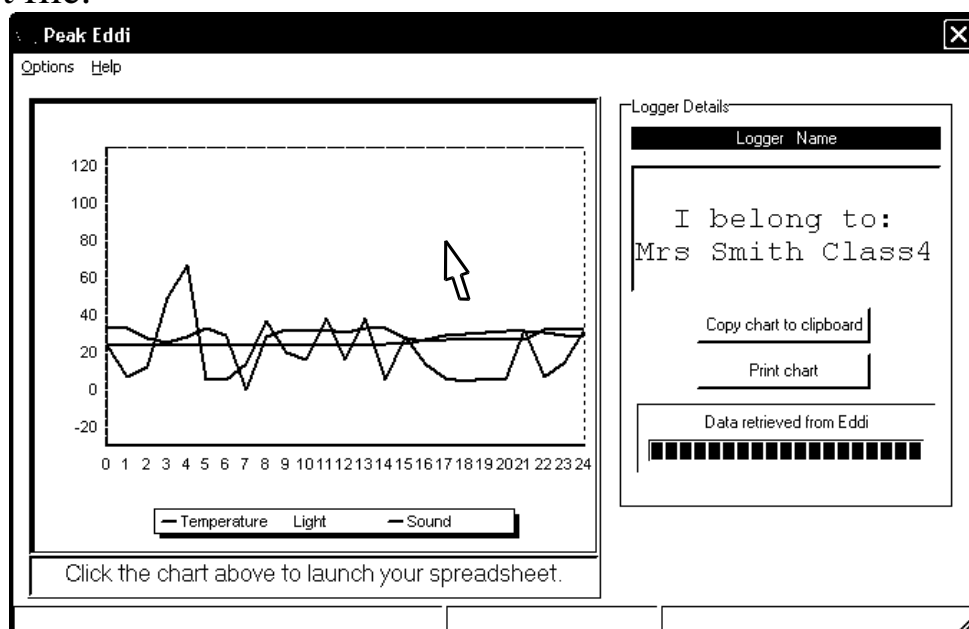 Peak Eddi
Options Help
120
100
80
60
40
20
0
-20
0 1 2 3 4 5 6 7 8 9 10 11 12 13 14 15 16 17 18 19 20 21 22 23 24
Temperature Light Sound
Click the chart above to launch your spreadsheet.
Logger Details
Logger Name
I belong to:
Mrs Smith Class4
Copy chart to clipboard
Print chart
Data retrieved from Eddi